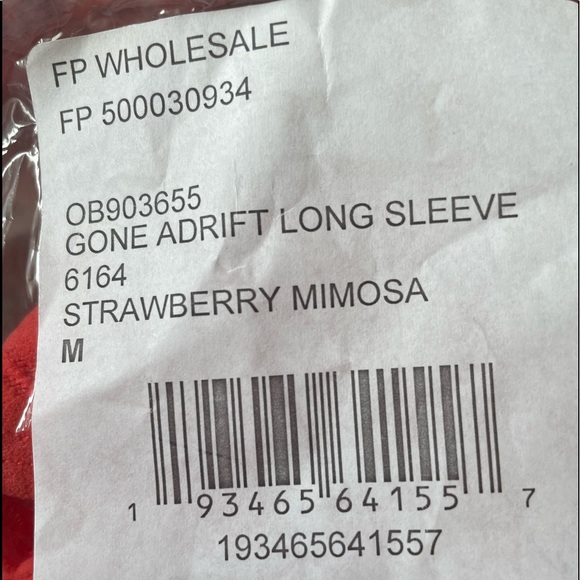 FP WHOLESALE
FP 500030934
OB903655
GONE ADRIFT LONG SLEEVE
6164
STRAWBERRY MIMOSA
M
1 93465 64155 7
193465641557